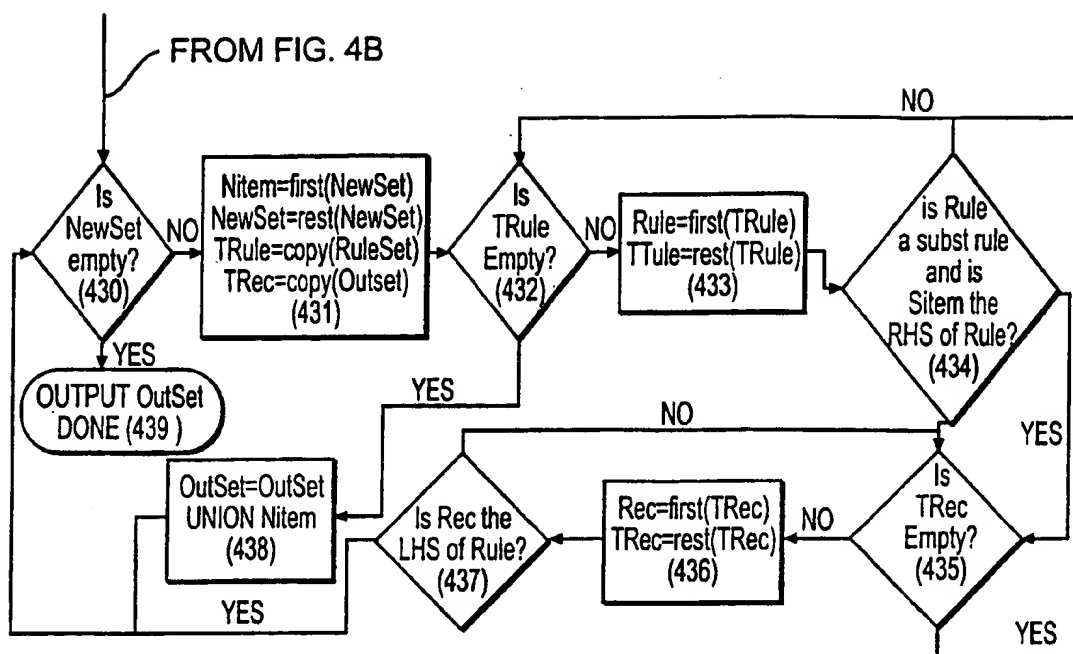 FROM FIG. 4B
Is
NewSet
empty?
(430)
NO
YES
OUTPUT OutSet
DONE (439 )
Nitem=first(NewSet)
NewSet=rest(NewSet)
TRule=copy(RuleSet)
TRec=copy(Outset)
(431)
Is
TRule
Empty?
(432)
NO
YES
Rule=first(TRule)
TTule=rest(TRule)
(433)
NO
is Rule
a subst rule
and is
Sitem the
RHS of Rule?
(434)
YES
Is
TRec
Empty?
(435)
NO
YES
Rec=first(TRec)
TRec=rest(TRec)
(436)
NO
Is Rec the
LHS of Rule?
(437)
YES
OutSet=OutSet
UNION Nitem
(438)